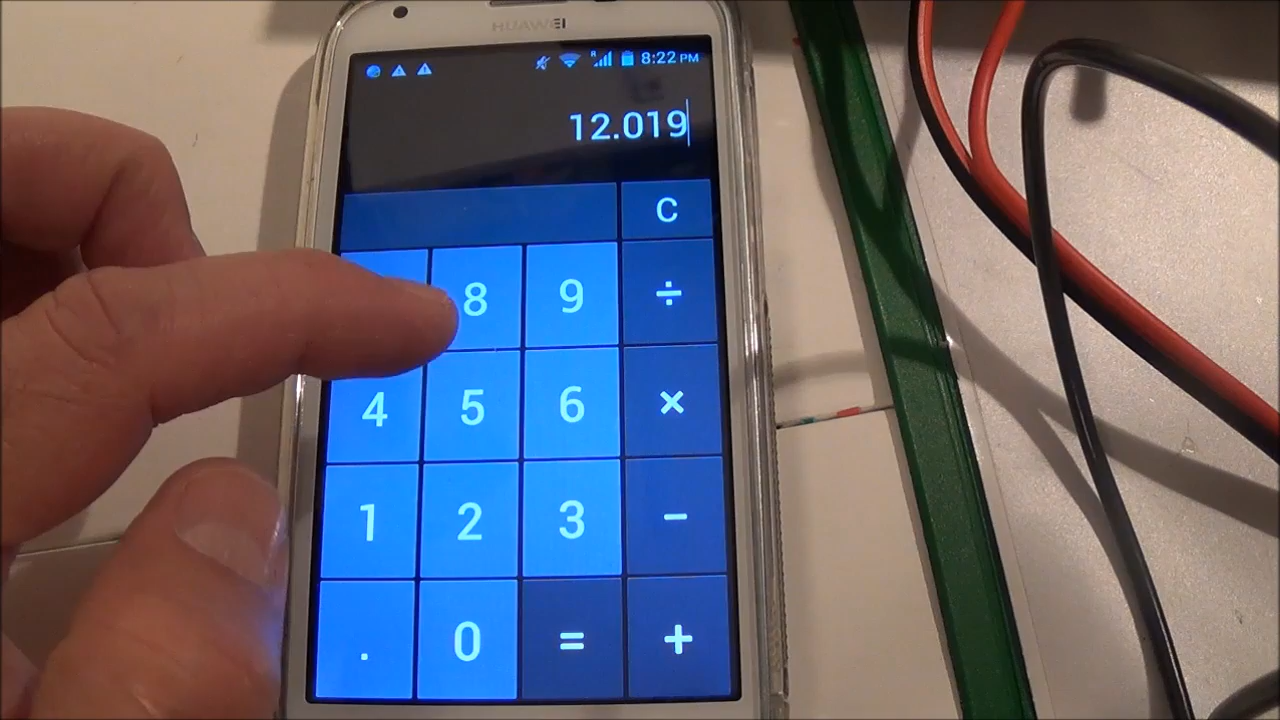 HUAWEI
R 8:22 PM
12.019
C
8 9 ÷
4 5 6 ×
1 2 3 −
. 0 = +